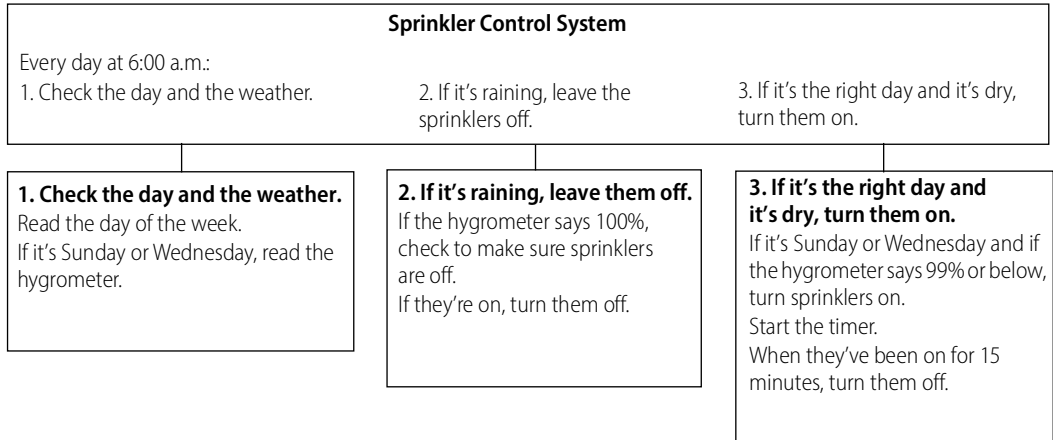 Sprinkler Control System
Every day at 6:00 a.m.:
1. Check the day and the weather.
2. If it's raining, leave the
sprinklers off.
3. If it's the right day and it's dry,
turn them on.
1. Check the day and the weather.
Read the day of the week.
If it's Sunday or Wednesday, read the
hygrometer.
2. If it's raining, leave them off.
If the hygrometer says 100%,
check to make sure sprinklers
are off.
If they're on, turn them off.
3. If it's the right day and
it's dry, turn them on.
If it's Sunday or Wednesday and if
the hygrometer says 99% or below,
turn sprinklers on.
Start the timer.
When they've been on for 15
minutes, turn them off.